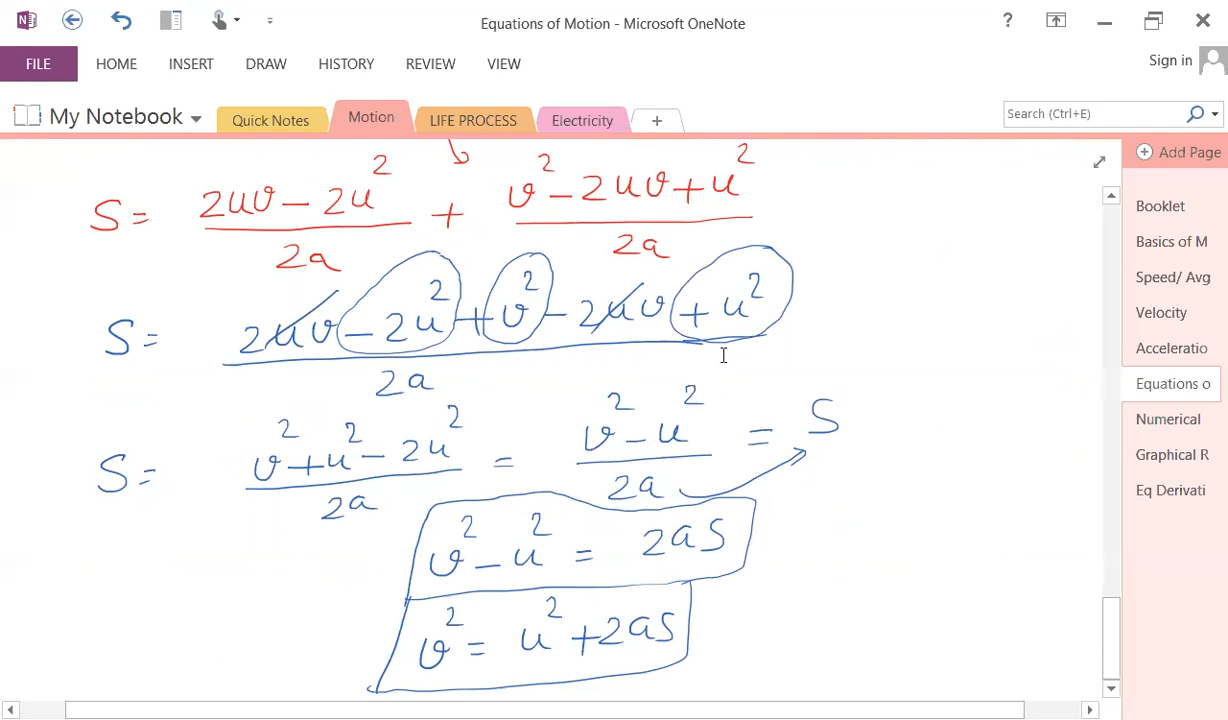 Equations of Motion - Microsoft OneNote
?
FILE HOME INSERT DRAW HISTORY REVIEW VIEW
Sign in
My Notebook
Quick Notes Motion LIFE PROCESS Electricity +
Search (Ctrl+E)
Add Page
Booklet
Basics of M
Speed/ Avg
Velocity
Acceleratio
Equations o
Numerical
Graphical R
Eq Derivati
S = (2uv − 2u²)/2a + (v² − 2uv + u²)/2a
S = (2uv − 2u² + v² − 2uv + u²)/2a
S = (v² + u² − 2u²)/2a = (v² − u²)/2a = S
v² − u² = 2aS
v² = u² + 2aS